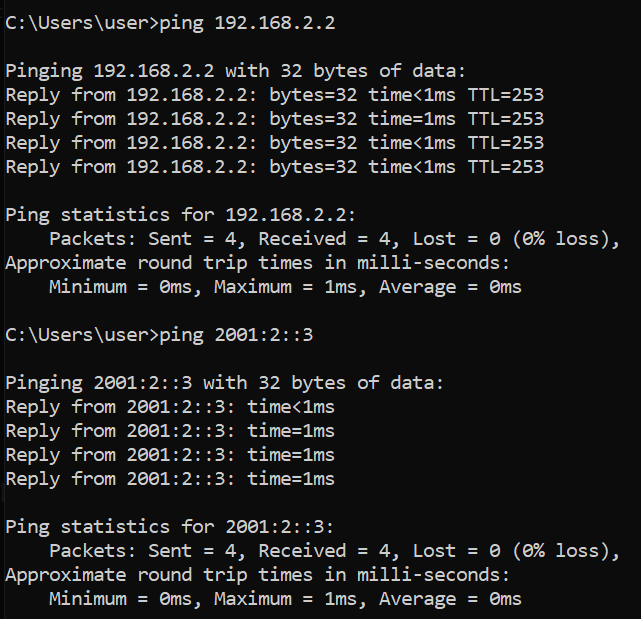 C:\Users\user>ping 192.168.2.2

Pinging 192.168.2.2 with 32 bytes of data:
Reply from 192.168.2.2: bytes=32 time<1ms TTL=253
Reply from 192.168.2.2: bytes=32 time=1ms TTL=253
Reply from 192.168.2.2: bytes=32 time<1ms TTL=253
Reply from 192.168.2.2: bytes=32 time<1ms TTL=253

Ping statistics for 192.168.2.2:
    Packets: Sent = 4, Received = 4, Lost = 0 (0% loss),
Approximate round trip times in milli-seconds:
    Minimum = 0ms, Maximum = 1ms, Average = 0ms

C:\Users\user>ping 2001:2::3

Pinging 2001:2::3 with 32 bytes of data:
Reply from 2001:2::3: time<1ms
Reply from 2001:2::3: time=1ms
Reply from 2001:2::3: time=1ms
Reply from 2001:2::3: time=1ms

Ping statistics for 2001:2::3:
    Packets: Sent = 4, Received = 4, Lost = 0 (0% loss),
Approximate round trip times in milli-seconds:
    Minimum = 0ms, Maximum = 1ms, Average = 0ms